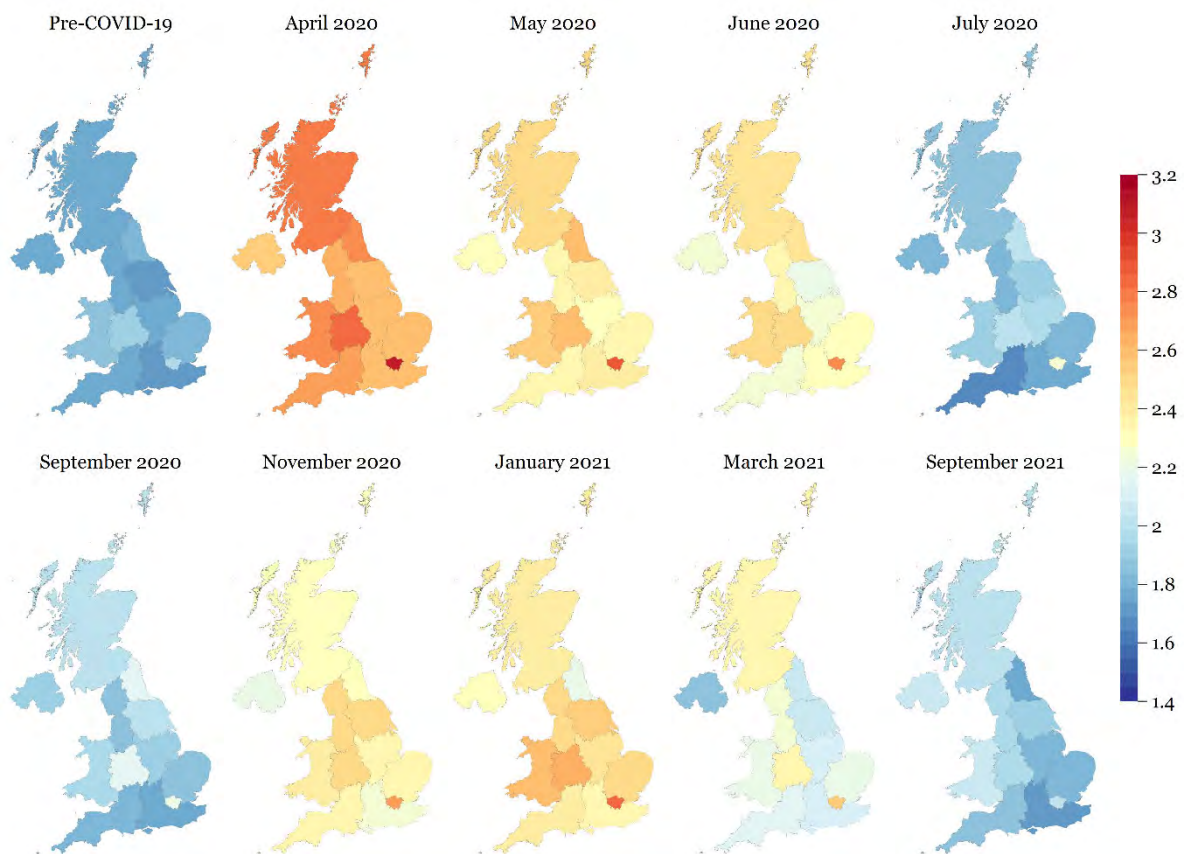 Pre-COVID-19
April 2020
May 2020
June 2020
July 2020
3.2
3
2.8
2.6
2.4
2.2
2
1.8
1.6
1.4
September 2020
November 2020
January 2021
March 2021
September 2021